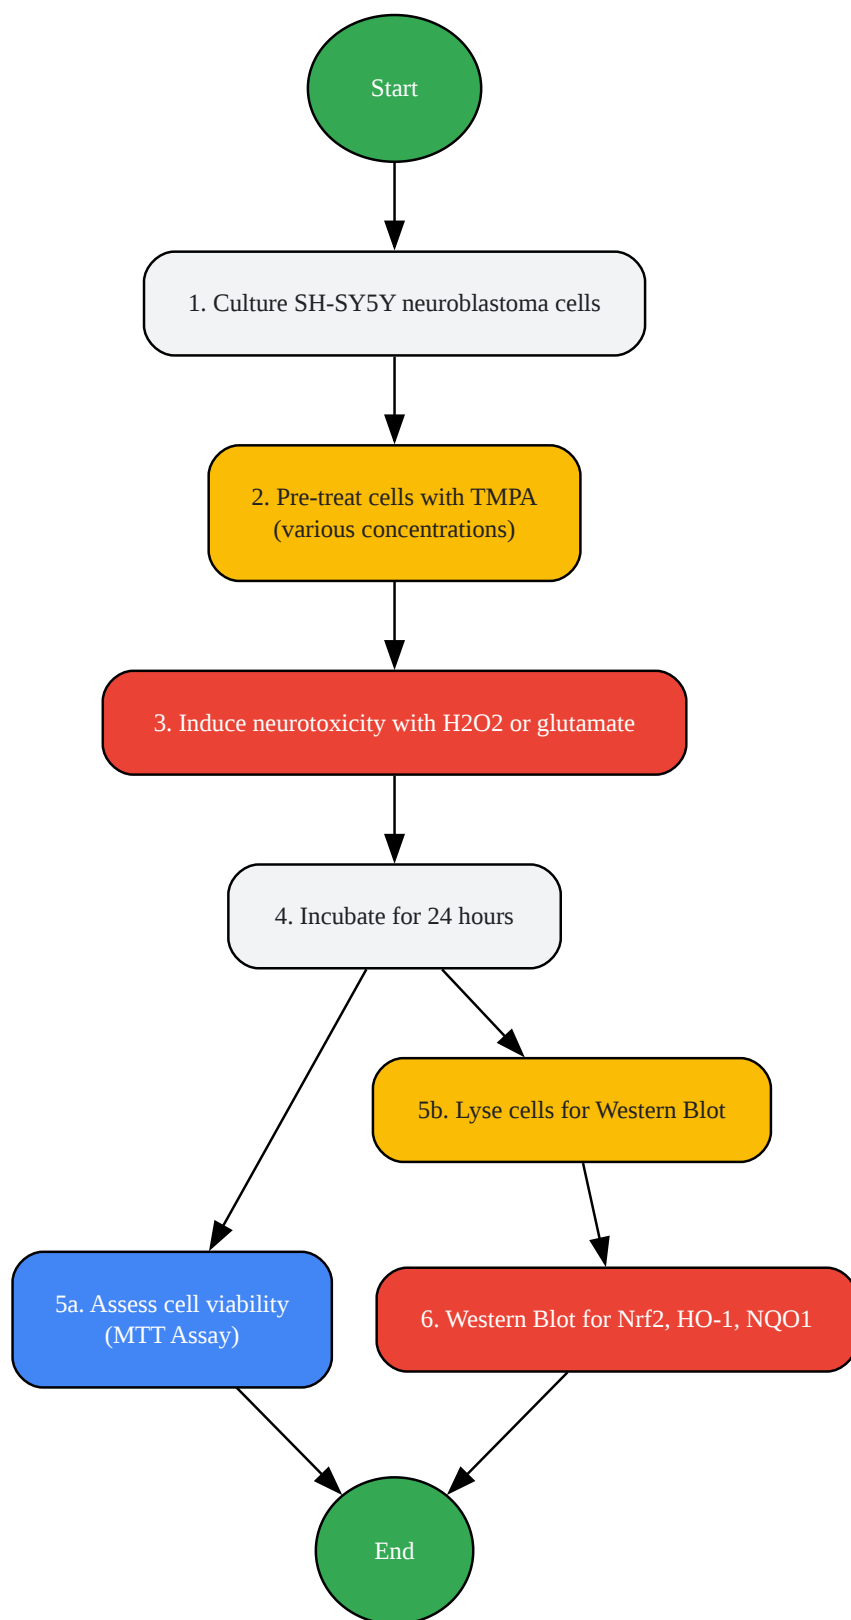 Start
1. Culture SH-SY5Y neuroblastoma cells
2. Pre-treat cells with TMPA
(various concentrations)
3. Induce neurotoxicity with H2O2 or glutamate
4. Incubate for 24 hours
5b. Lyse cells for Western Blot
5a. Assess cell viability
(MTT Assay)
6. Western Blot for Nrf2, HO-1, NQO1
End